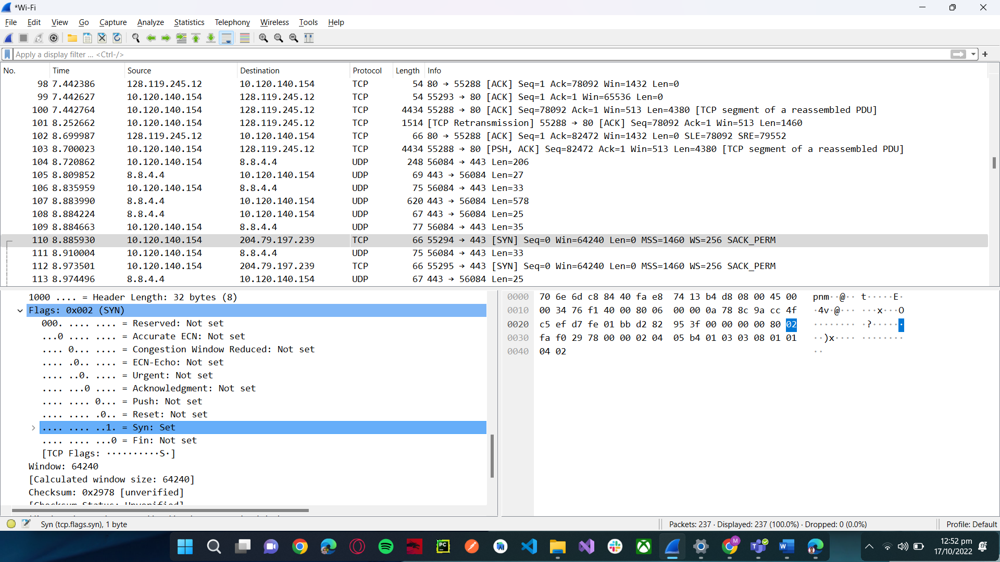 *Wi-Fi
File Edit View Go Capture Analyze Statistics Telephony Wireless Tools Help
Apply a display filter ... <Ctrl-/>
No. Time Source Destination Protocol Length Info
98 7.442386 128.119.245.12 10.120.140.154 TCP 54 80 → 55288 [ACK] Seq=1 Ack=78092 Win=1432 Len=0
99 7.442627 10.120.140.154 128.119.245.12 TCP 54 55293 → 80 [ACK] Seq=1 Ack=1 Win=65536 Len=0
100 7.442764 10.120.140.154 128.119.245.12 TCP 4434 55288 → 80 [ACK] Seq=78092 Ack=1 Win=513 Len=4380 [TCP segment of a reassembled PDU]
101 8.252662 10.120.140.154 128.119.245.12 TCP 1514 [TCP Retransmission] 55288 → 80 [ACK] Seq=78092 Ack=1 Win=513 Len=1460
102 8.699987 128.119.245.12 10.120.140.154 TCP 66 80 → 55288 [ACK] Seq=1 Ack=82472 Win=1432 Len=0 SLE=78092 SRE=79552
103 8.700023 10.120.140.154 128.119.245.12 TCP 4434 55288 → 80 [PSH, ACK] Seq=82472 Ack=1 Win=513 Len=4380 [TCP segment of a reassembled PDU]
104 8.720862 10.120.140.154 8.8.4.4 UDP 248 56084 → 443 Len=206
105 8.809852 8.8.4.4 10.120.140.154 UDP 69 443 → 56084 Len=27
106 8.835959 10.120.140.154 8.8.4.4 UDP 75 56084 → 443 Len=33
107 8.883990 8.8.4.4 10.120.140.154 UDP 620 443 → 56084 Len=578
108 8.884224 8.8.4.4 10.120.140.154 UDP 67 443 → 56084 Len=25
109 8.884663 10.120.140.154 8.8.4.4 UDP 77 56084 → 443 Len=35
110 8.885930 10.120.140.154 204.79.197.239 TCP 66 55294 → 443 [SYN] Seq=0 Win=64240 Len=0 MSS=1460 WS=256 SACK_PERM
111 8.910004 10.120.140.154 8.8.4.4 UDP 75 56084 → 443 Len=33
112 8.973501 10.120.140.154 204.79.197.239 TCP 66 55295 → 443 [SYN] Seq=0 Win=64240 Len=0 MSS=1460 WS=256 SACK_PERM
113 8.974496 8.8.4.4 10.120.140.154 UDP 67 443 → 56084 Len=25
1000 .... = Header Length: 32 bytes (8)
Flags: 0x002 (SYN)
000. .... .... = Reserved: Not set
...0 .... .... = Accurate ECN: Not set
.... 0... .... = Congestion Window Reduced: Not set
.... .0.. .... = ECN-Echo: Not set
.... ..0. .... = Urgent: Not set
.... ...0 .... = Acknowledgment: Not set
.... .... 0... = Push: Not set
.... .... .0.. = Reset: Not set
.... .... ..1. = Syn: Set
.... .... ...0 = Fin: Not set
[TCP Flags: ··········S·]
Window: 64240
[Calculated window size: 64240]
Checksum: 0x2978 [unverified]
[Checksum Status: Unverified]
0000 70 6e 6d c8 84 40 fa e8 74 13 b4 d8 08 00 45 00 pnm··@·· t·····E·
0010 00 34 76 f1 40 00 80 06 00 00 0a 78 8c 9a cc 4f ·4v·@··· ···x···O
0020 c5 ef d7 fe 01 bb d2 82 95 3f 00 00 00 00 80 02 ········ ·?······
0030 fa f0 29 78 00 00 02 04 05 b4 01 03 03 08 01 01 ··)x···· ········
0040 04 02 ··
Syn (tcp.flags.syn), 1 byte
Packets: 237 · Displayed: 237 (100.0%) · Dropped: 0 (0.0%)
Profile: Default
PC
M
W
12:52 pm
17/10/2022